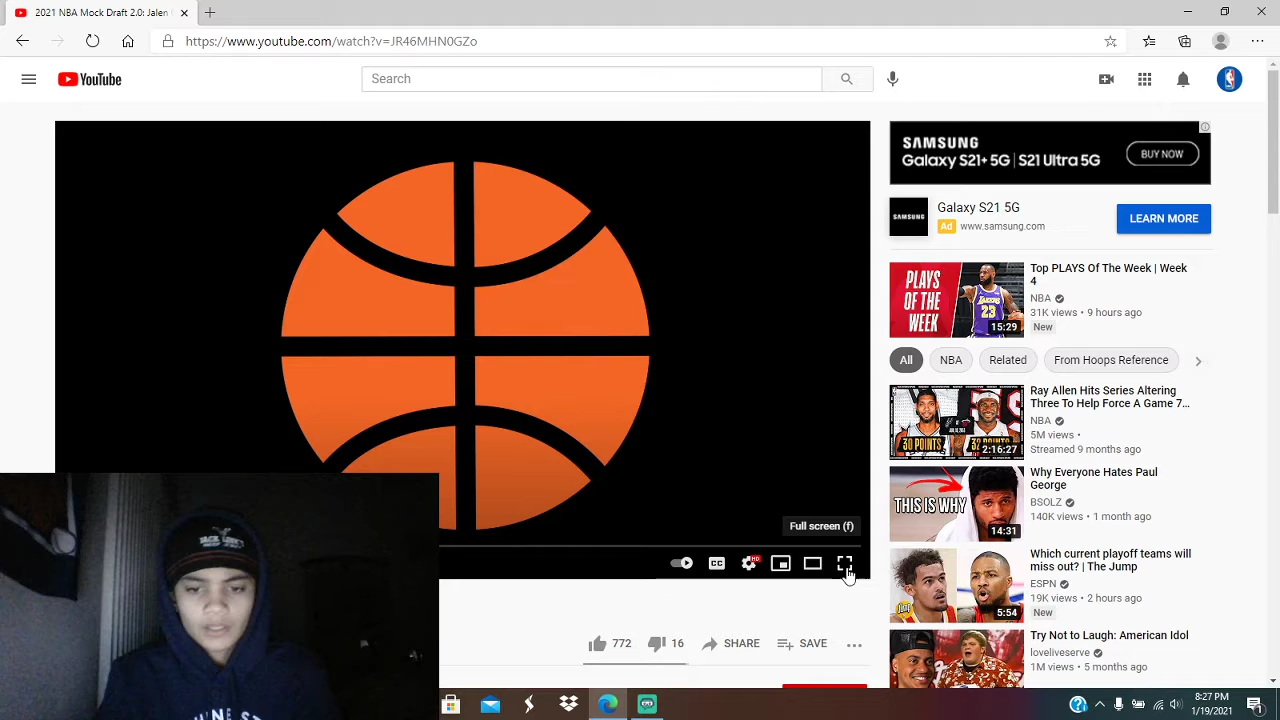 2021 NBA Mock Draft 2.0: Jalen
https://www.youtube.com/watch?v=JR46MHN0GZo
YouTube
Search
SAMSUNG
Galaxy S21+ 5G | S21 Ultra 5G
BUY NOW
SAMSUNG
Galaxy S21 5G
Ad www.samsung.com
LEARN MORE
PLAYS
OF THE
WEEK
15:29
Top PLAYS Of The Week | Week
4
NBA
31K views • 9 hours ago
New
All
NBA
Related
From Hoops Reference
30 POINTS
32
2:16:27
Ray Allen Hits Series Altering
Three To Help Force A Game 7...
NBA
5M views •
Streamed 9 months ago
THIS IS WHY
14:31
Why Everyone Hates Paul
George
BSOLZ
140K views • 1 month ago
5:54
Which current playoff teams will
miss out? | The Jump
ESPN
19K views • 2 hours ago
New
Try Not to Laugh: American Idol
loveliveserve
1M views • 5 months ago
Full screen (f)
CC
HD
772
16
SHARE
SAVE
8:27 PM
1/19/2021